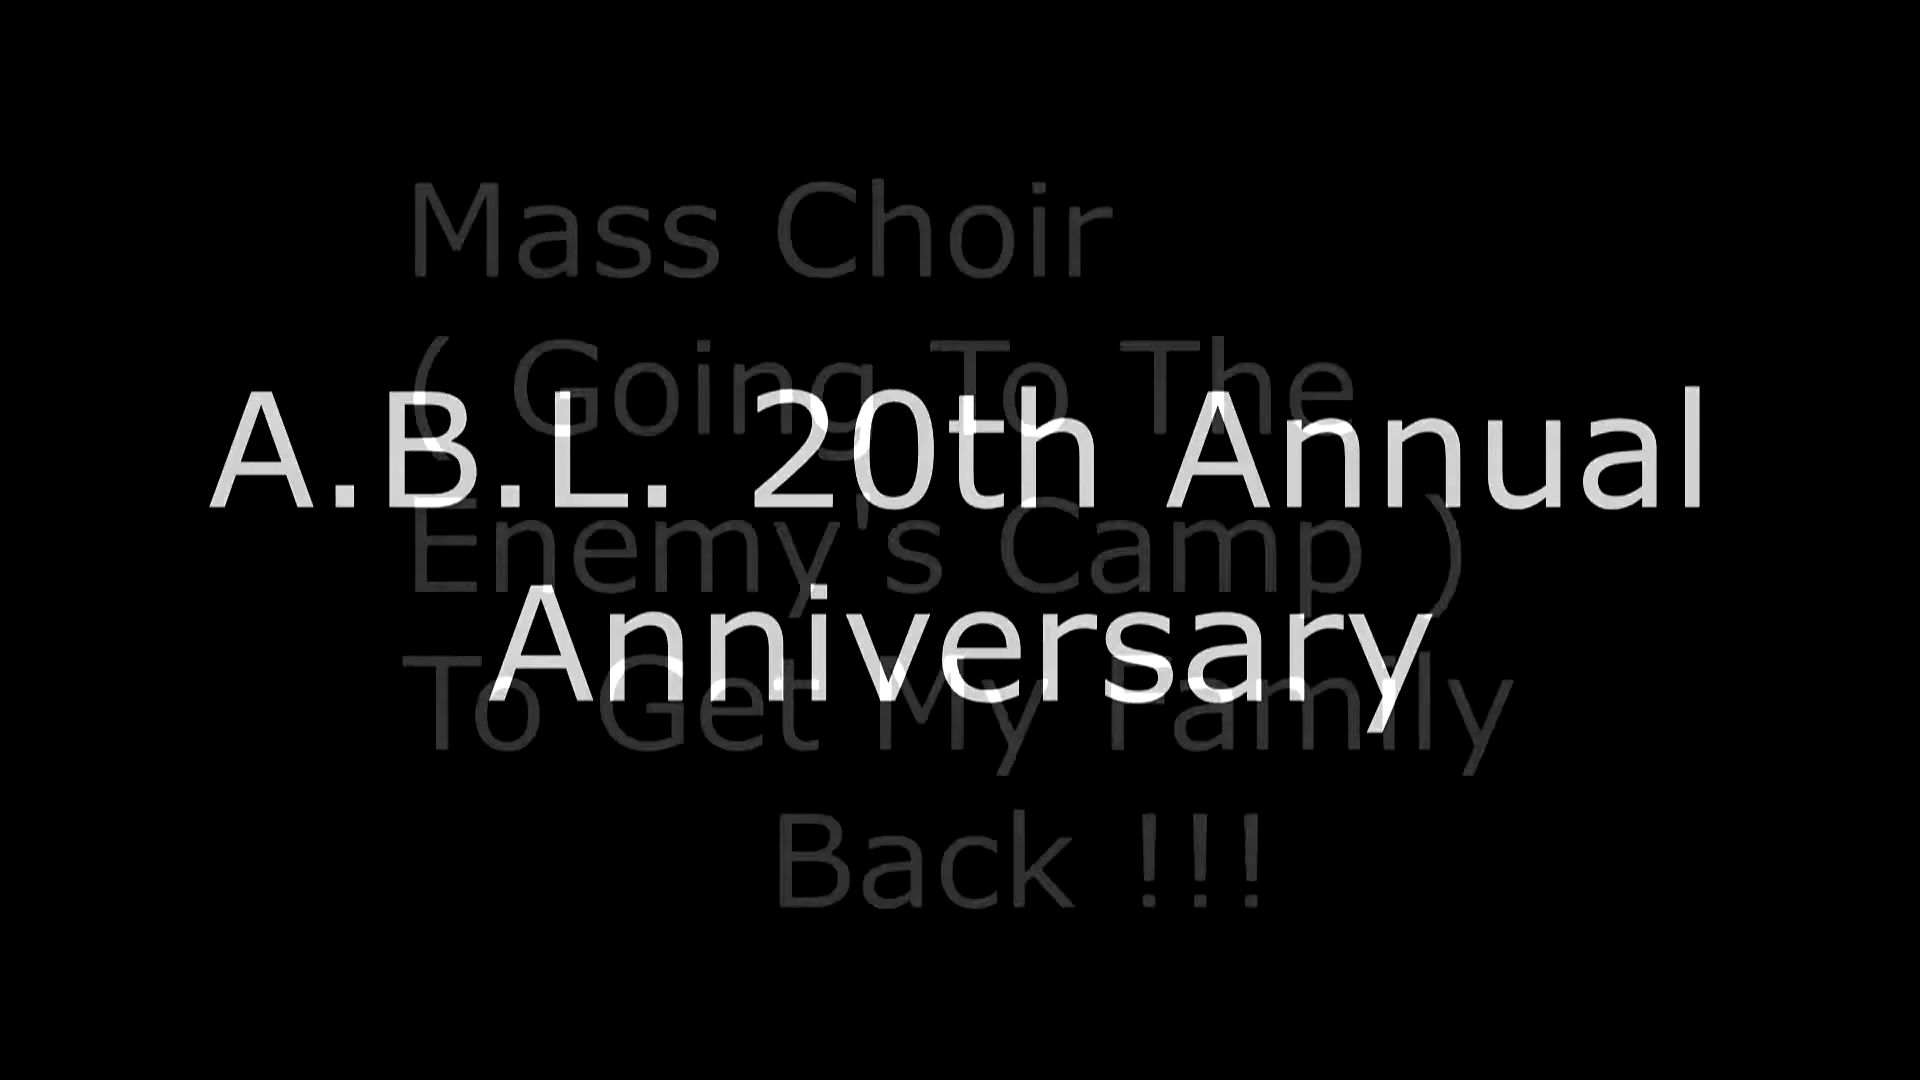 Mass Choir
( Going To The
Enemy's Camp )
To Get My Family
Back !!!
A.B.L. 20th Annual
Anniversary